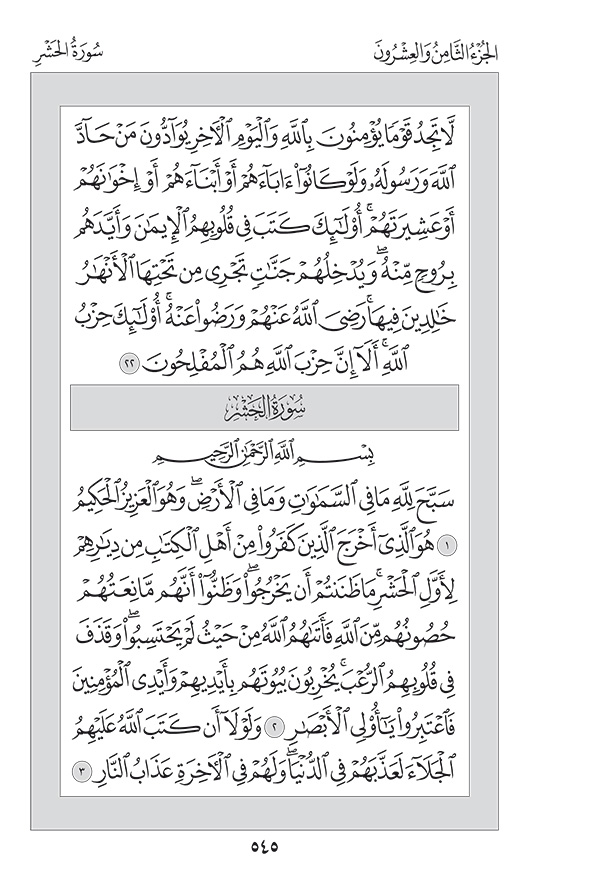 الجُزْءُ الثَّامِنُ وَالعِشْرُونَ سُورَةُ الحَشْرِ
لَّا تَجِدُ قَوْمًا يُؤْمِنُونَ بِٱللَّهِ وَٱلْيَوْمِ ٱلْأَخِرِ يُوَآدُّونَ مَنْ حَآدَّ
ٱللَّهَ وَرَسُولَهُۥ وَلَوْ كَانُوٓا۟ ءَابَآءَهُمْ أَوْ أَبْنَآءَهُمْ أَوْ إِخْوَٰنَهُمْ
أَوْ عَشِيرَتَهُمْ ۚ أُو۟لَـٰٓئِكَ كَتَبَ فِى قُلُوبِهِمُ ٱلْإِيمَـٰنَ وَأَيَّدَهُم
بِرُوحٍ مِّنْهُ ۖ وَيُدْخِلُهُمْ جَنَّـٰتٍ تَجْرِى مِن تَحْتِهَا ٱلْأَنْهَـٰرُ
خَـٰلِدِينَ فِيهَا ۚ رَضِىَ ٱللَّهُ عَنْهُمْ وَرَضُوا۟ عَنْهُ ۚ أُو۟لَـٰٓئِكَ حِزْبُ
ٱللَّهِ ۚ أَلَآ إِنَّ حِزْبَ ٱللَّهِ هُمُ ٱلْمُفْلِحُونَ ٢٢
سُورَةُ الحَشْرِ
بِسْمِ ٱللَّهِ ٱلرَّحْمَـٰنِ ٱلرَّحِيمِ
سَبَّحَ لِلَّهِ مَا فِى ٱلسَّمَـٰوَٰتِ وَمَا فِى ٱلْأَرْضِ ۖ وَهُوَ ٱلْعَزِيزُ ٱلْحَكِيمُ
١ هُوَ ٱلَّذِىٓ أَخْرَجَ ٱلَّذِينَ كَفَرُوا۟ مِنْ أَهْلِ ٱلْكِتَـٰبِ مِن دِيَـٰرِهِمْ
لِأَوَّلِ ٱلْحَشْرِ ۚ مَا ظَنَنتُمْ أَن يَخْرُجُوا۟ ۖ وَظَنُّوٓا۟ أَنَّهُم مَّانِعَتُهُمْ
حُصُونُهُم مِّنَ ٱللَّهِ فَأَتَىٰهُمُ ٱللَّهُ مِنْ حَيْثُ لَمْ يَحْتَسِبُوا۟ ۖ وَقَذَفَ
فِى قُلُوبِهِمُ ٱلرُّعْبَ ۚ يُخْرِبُونَ بُيُوتَهُم بِأَيْدِيهِمْ وَأَيْدِى ٱلْمُؤْمِنِينَ
فَٱعْتَبِرُوا۟ يَـٰٓأُو۟لِى ٱلْأَبْصَـٰرِ ٢ وَلَوْلَآ أَن كَتَبَ ٱللَّهُ عَلَيْهِمُ
ٱلْجَلَآءَ لَعَذَّبَهُمْ فِى ٱلدُّنْيَا ۖ وَلَهُمْ فِى ٱلْأَخِرَةِ عَذَابُ ٱلنَّارِ ٣
٥٤٥